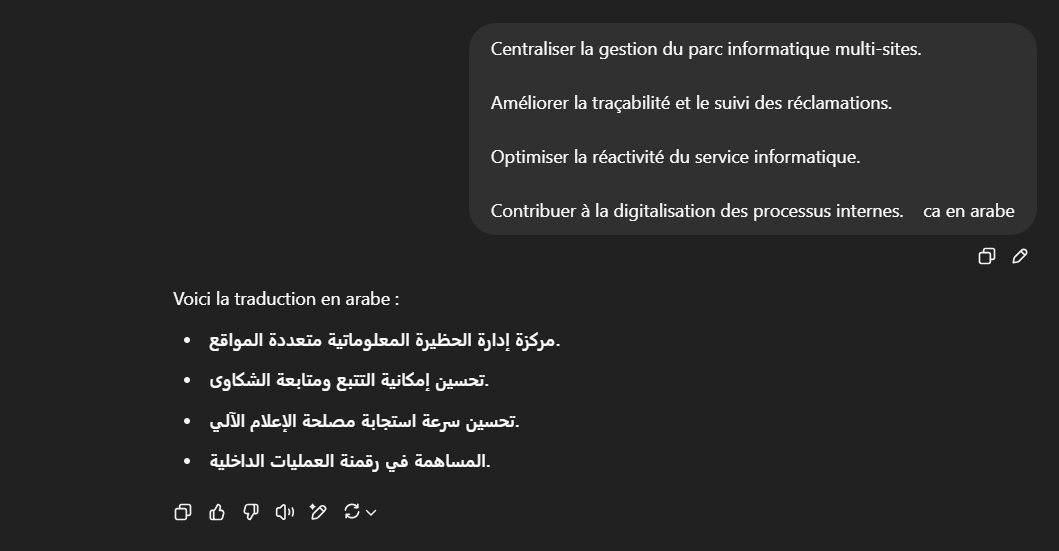 Centraliser la gestion du parc informatique multi-sites.
Améliorer la traçabilité et le suivi des réclamations.
Optimiser la réactivité du service informatique.
Contribuer à la digitalisation des processus internes.    ca en arabe
Voici la traduction en arabe :
• مركزة إدارة الحظيرة المعلوماتية متعددة المواقع.
• تحسين إمكانية التتبع ومتابعة الشكاوى.
• تحسين سرعة استجابة مصلحة الإعلام الآلي.
• المساهمة في رقمنة العمليات الداخلية.